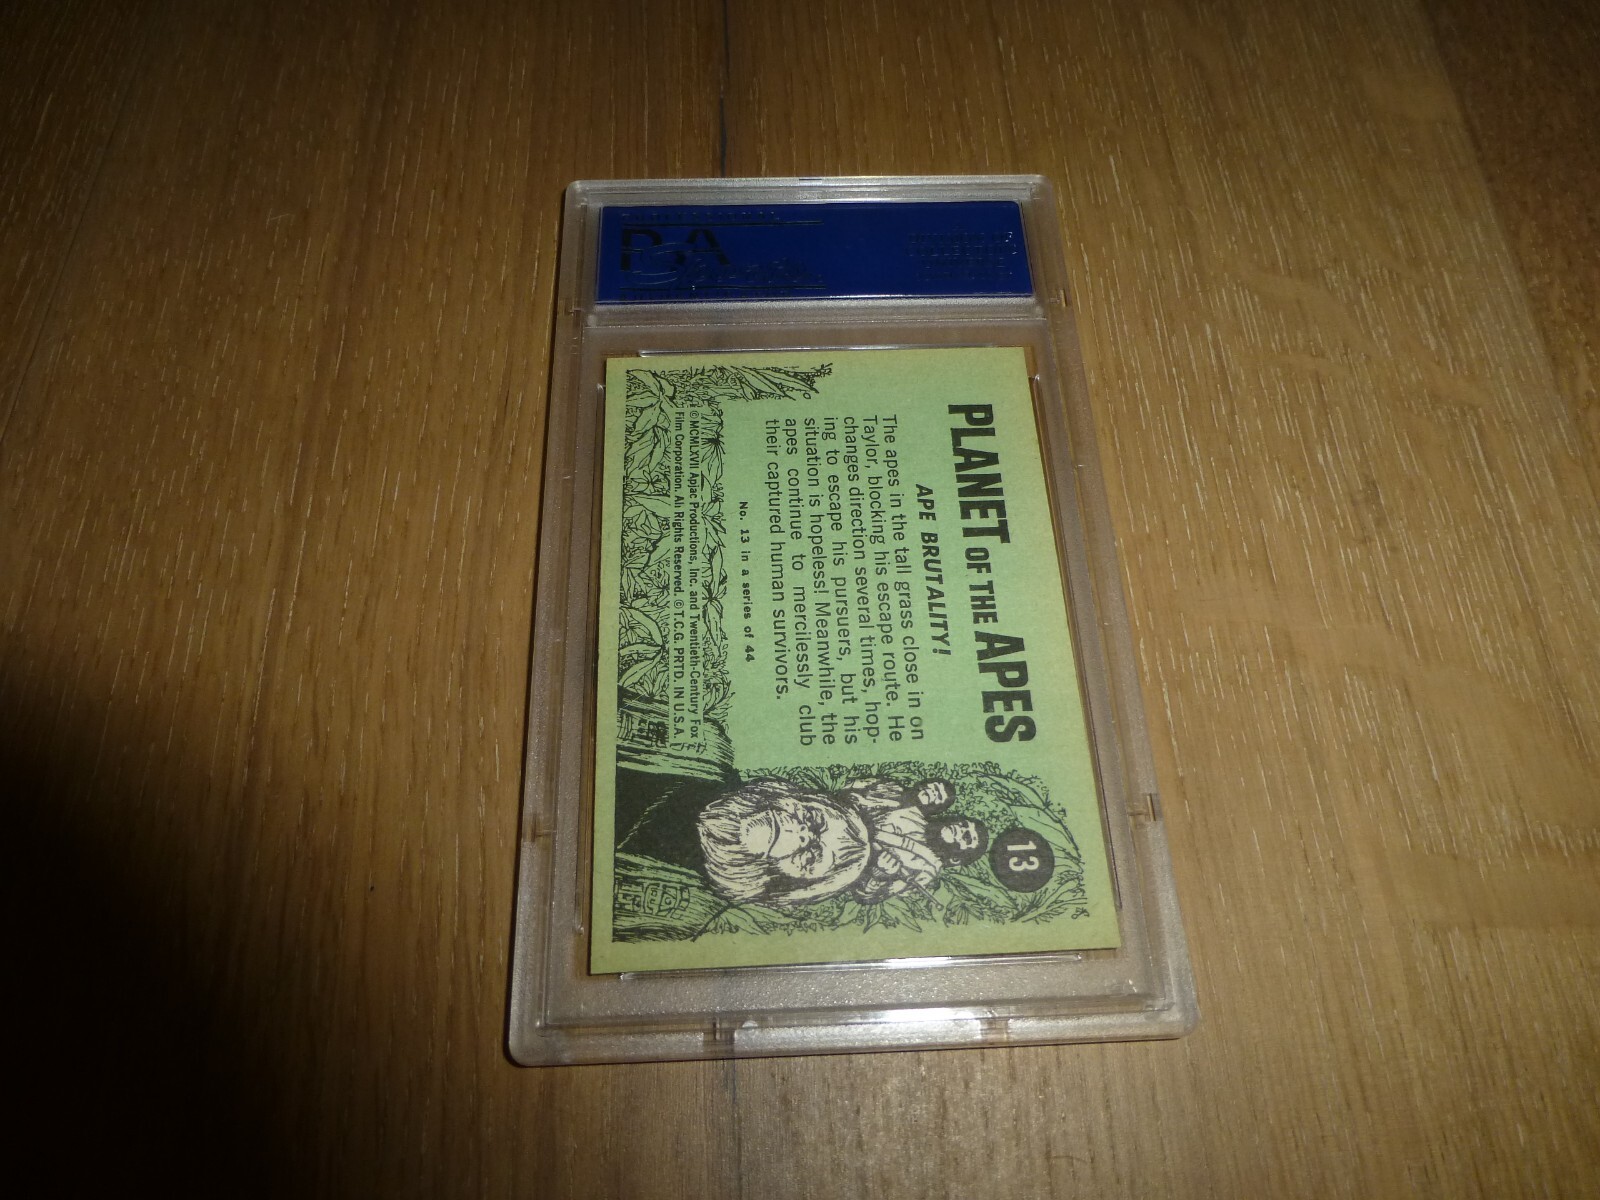 PSA
PLANET OF THE APES
APE BRUTALITY!
The apes in the tall grass close in on
Taylor, blocking his escape route. He
changes direction several times, hop-
ing to escape his pursuers, but his
situation is hopeless! Meanwhile, the
apes continue to mercilessly club
their captured human survivors.
No. 13 in a series of 44
©MCMLXVII Apjac Productions, Inc. and Twentieth-Century Fox
Film Corporation. All Rights Reserved. ©T.C.G. PRTD. IN U.S.A.
13